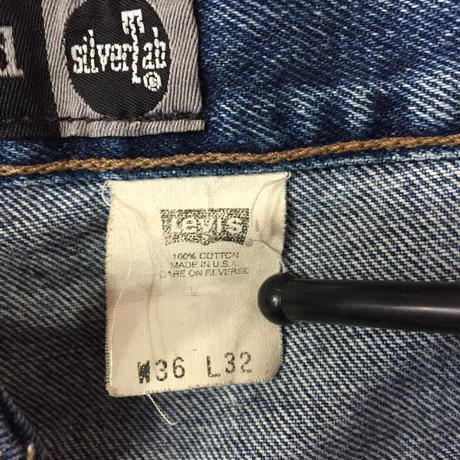 silverTab
®
Levi's
100% COTTON
MADE IN U.S.A.
CARE ON REVERSE
W36 L32